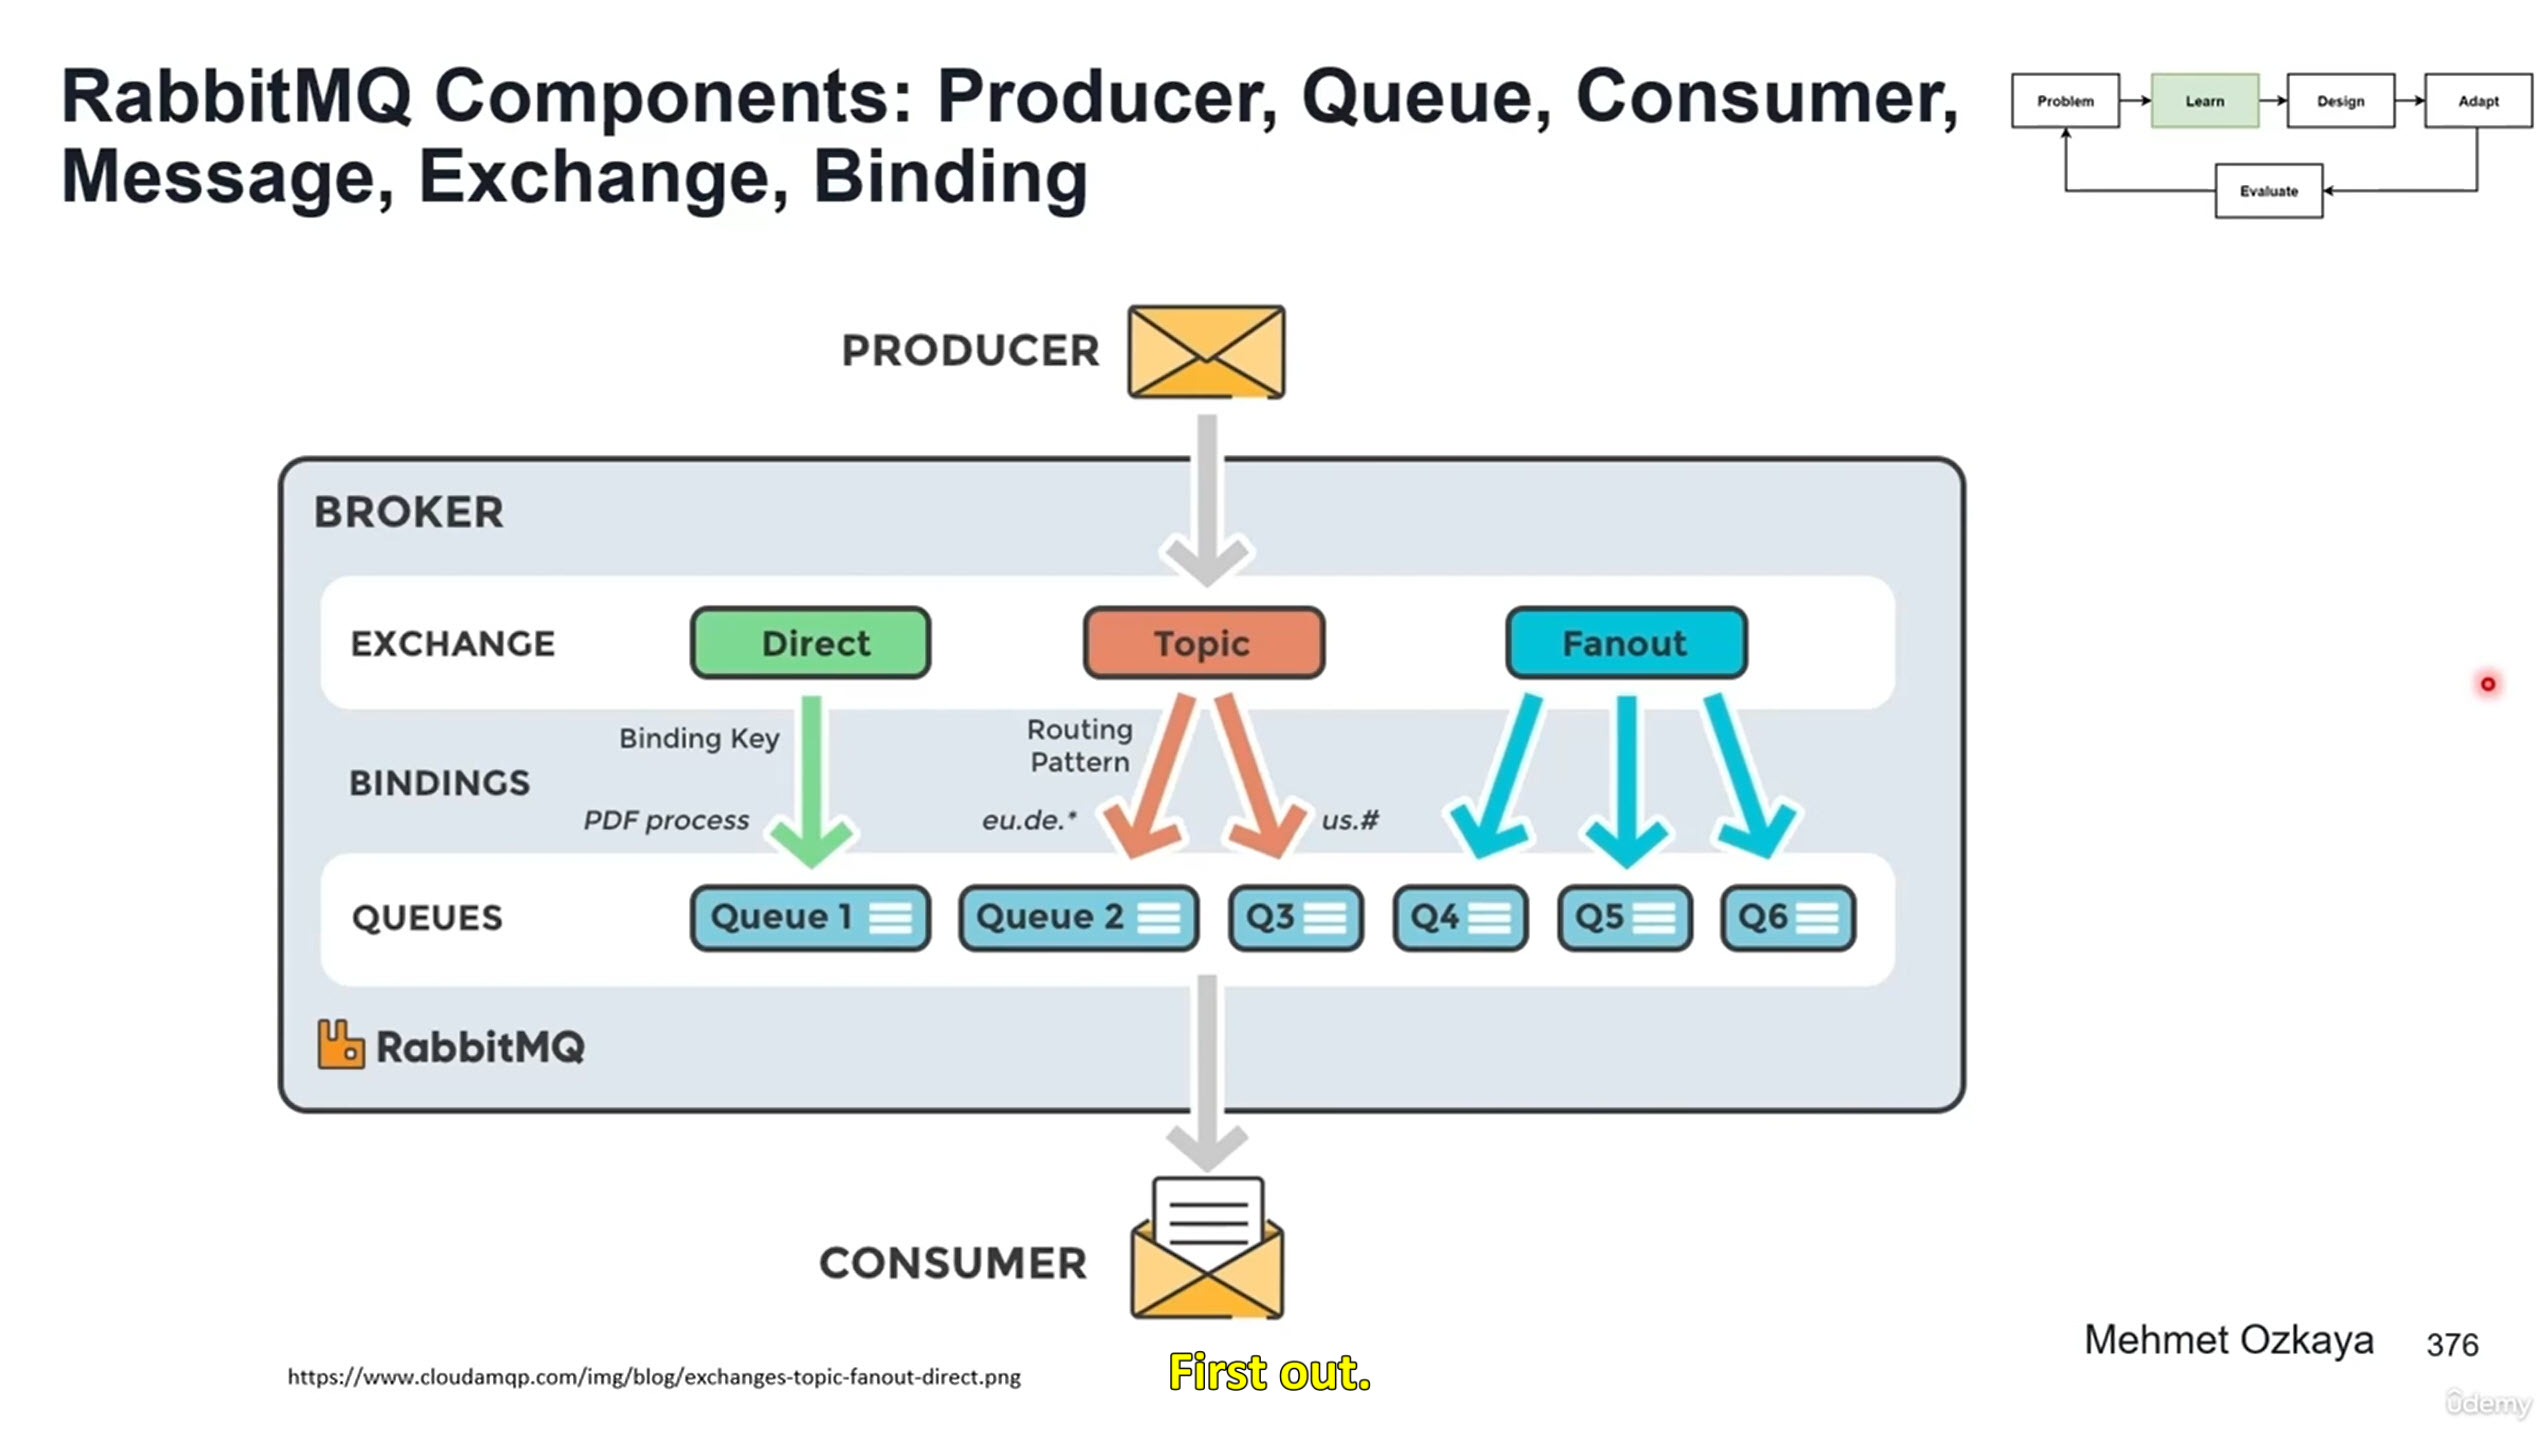 RabbitMQ Components: Producer, Queue, Consumer,
Message, Exchange, Binding
Problem
Learn
Design
Adapt
Evaluate
PRODUCER
BROKER
EXCHANGE
Direct
Topic
Fanout
BINDINGS
Binding Key
PDF process
Routing
Pattern
eu.de.*
us.#
QUEUES
Queue 1
Queue 2
Q3
Q4
Q5
Q6
RabbitMQ
CONSUMER
https://www.cloudamqp.com/img/blog/exchanges-topic-fanout-direct.png
First out.
Mehmet Ozkaya
376
ûdemy